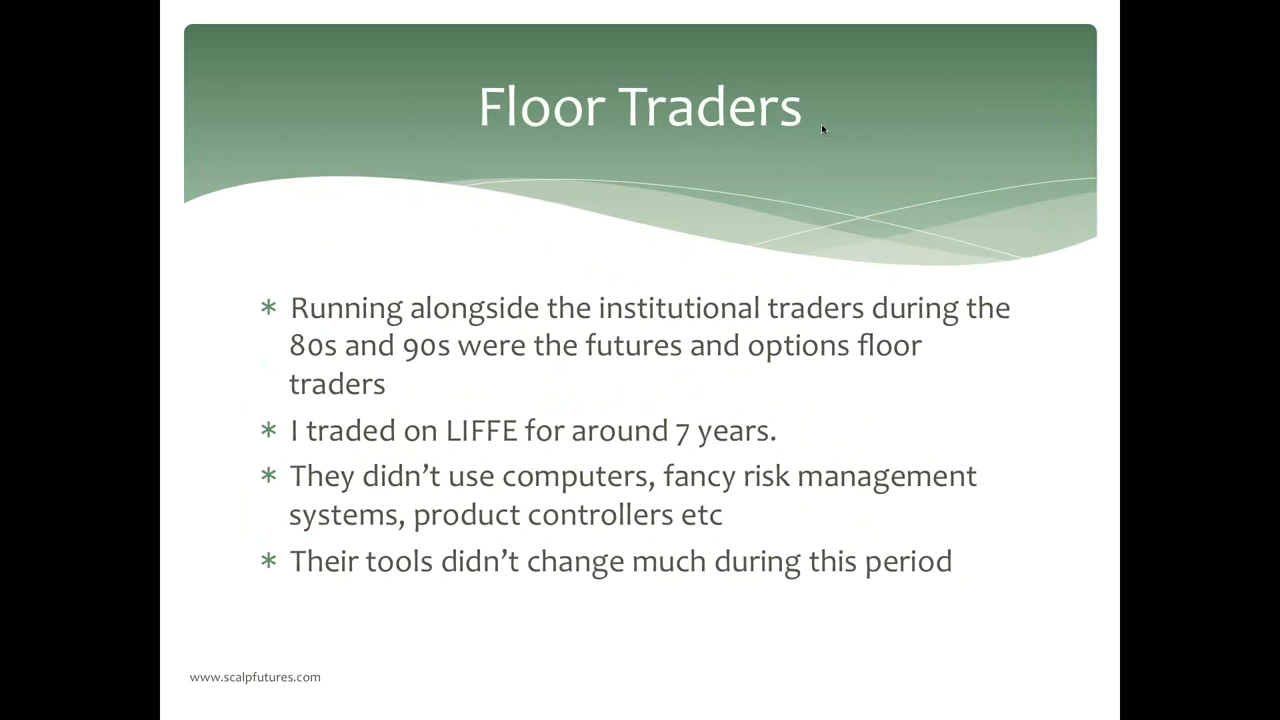 Floor Traders
* Running alongside the institutional traders during the
80s and 90s were the futures and options floor
traders
* I traded on LIFFE for around 7 years.
* They didn’t use computers, fancy risk management
systems, product controllers etc
* Their tools didn’t change much during this period
www.scalpfutures.com